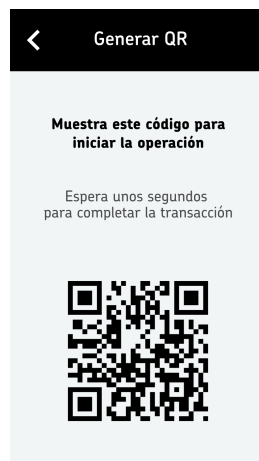 Generar QR
Muestra este código para
iniciar la operación
Espera unos segundos
para completar la transacción